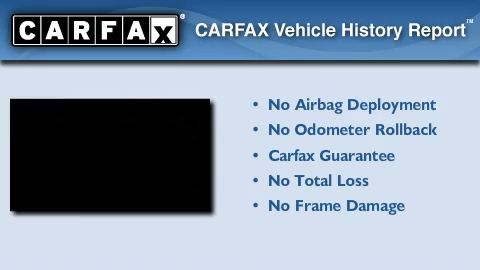 CARFAX® CARFAX Vehicle History Report™
• No Airbag Deployment
• No Odometer Rollback
• Carfax Guarantee
• No Total Loss
• No Frame Damage